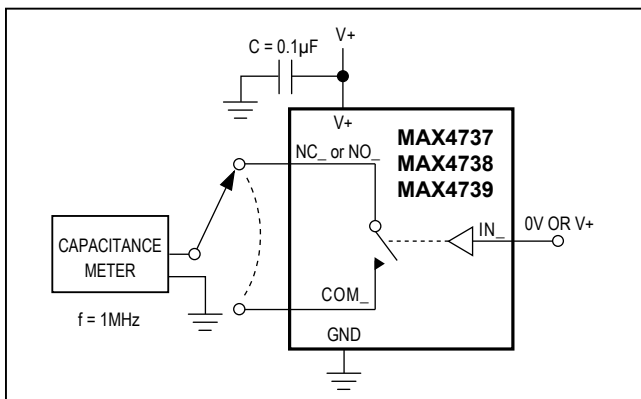 C = 0.1µF
V+
V+
MAX4737
MAX4738
MAX4739
NC_ or NO_
IN_
0V OR V+
CAPACITANCE
METER
COM_
f = 1MHz
GND